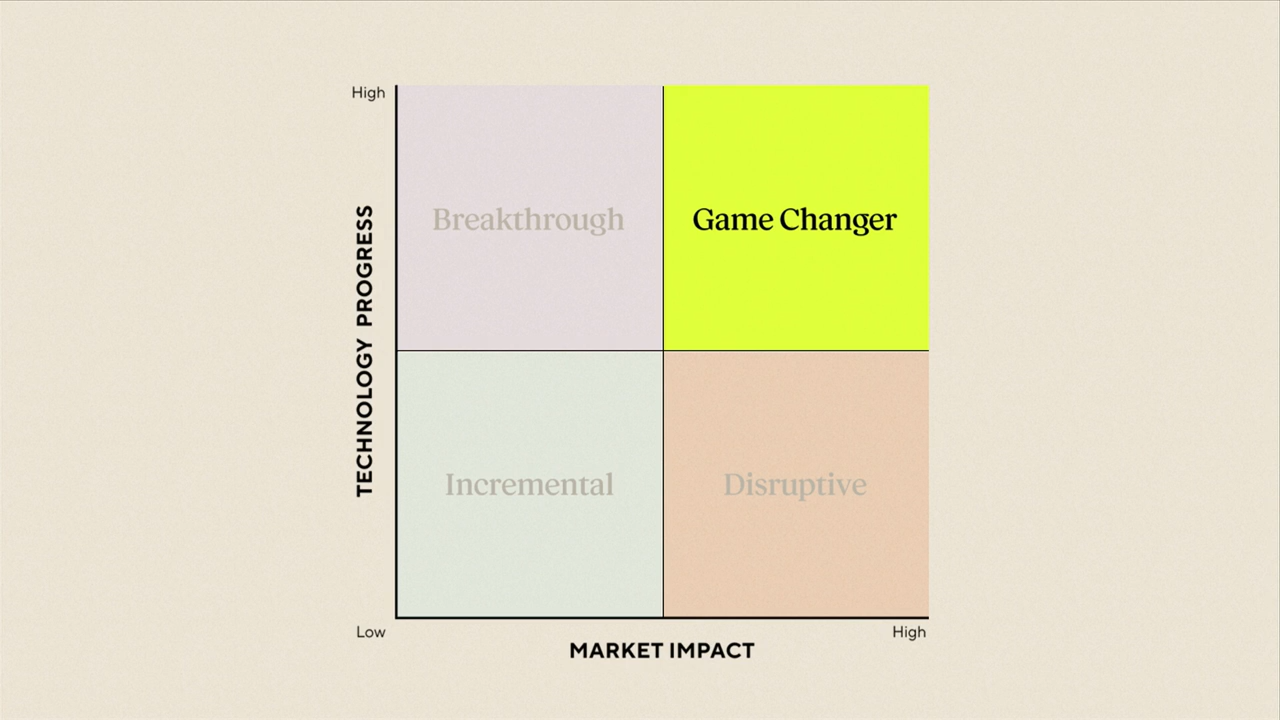 High
Breakthrough
Game Changer
TECHNOLOGY PROGRESS
Incremental
Disruptive
Low
High
MARKET IMPACT